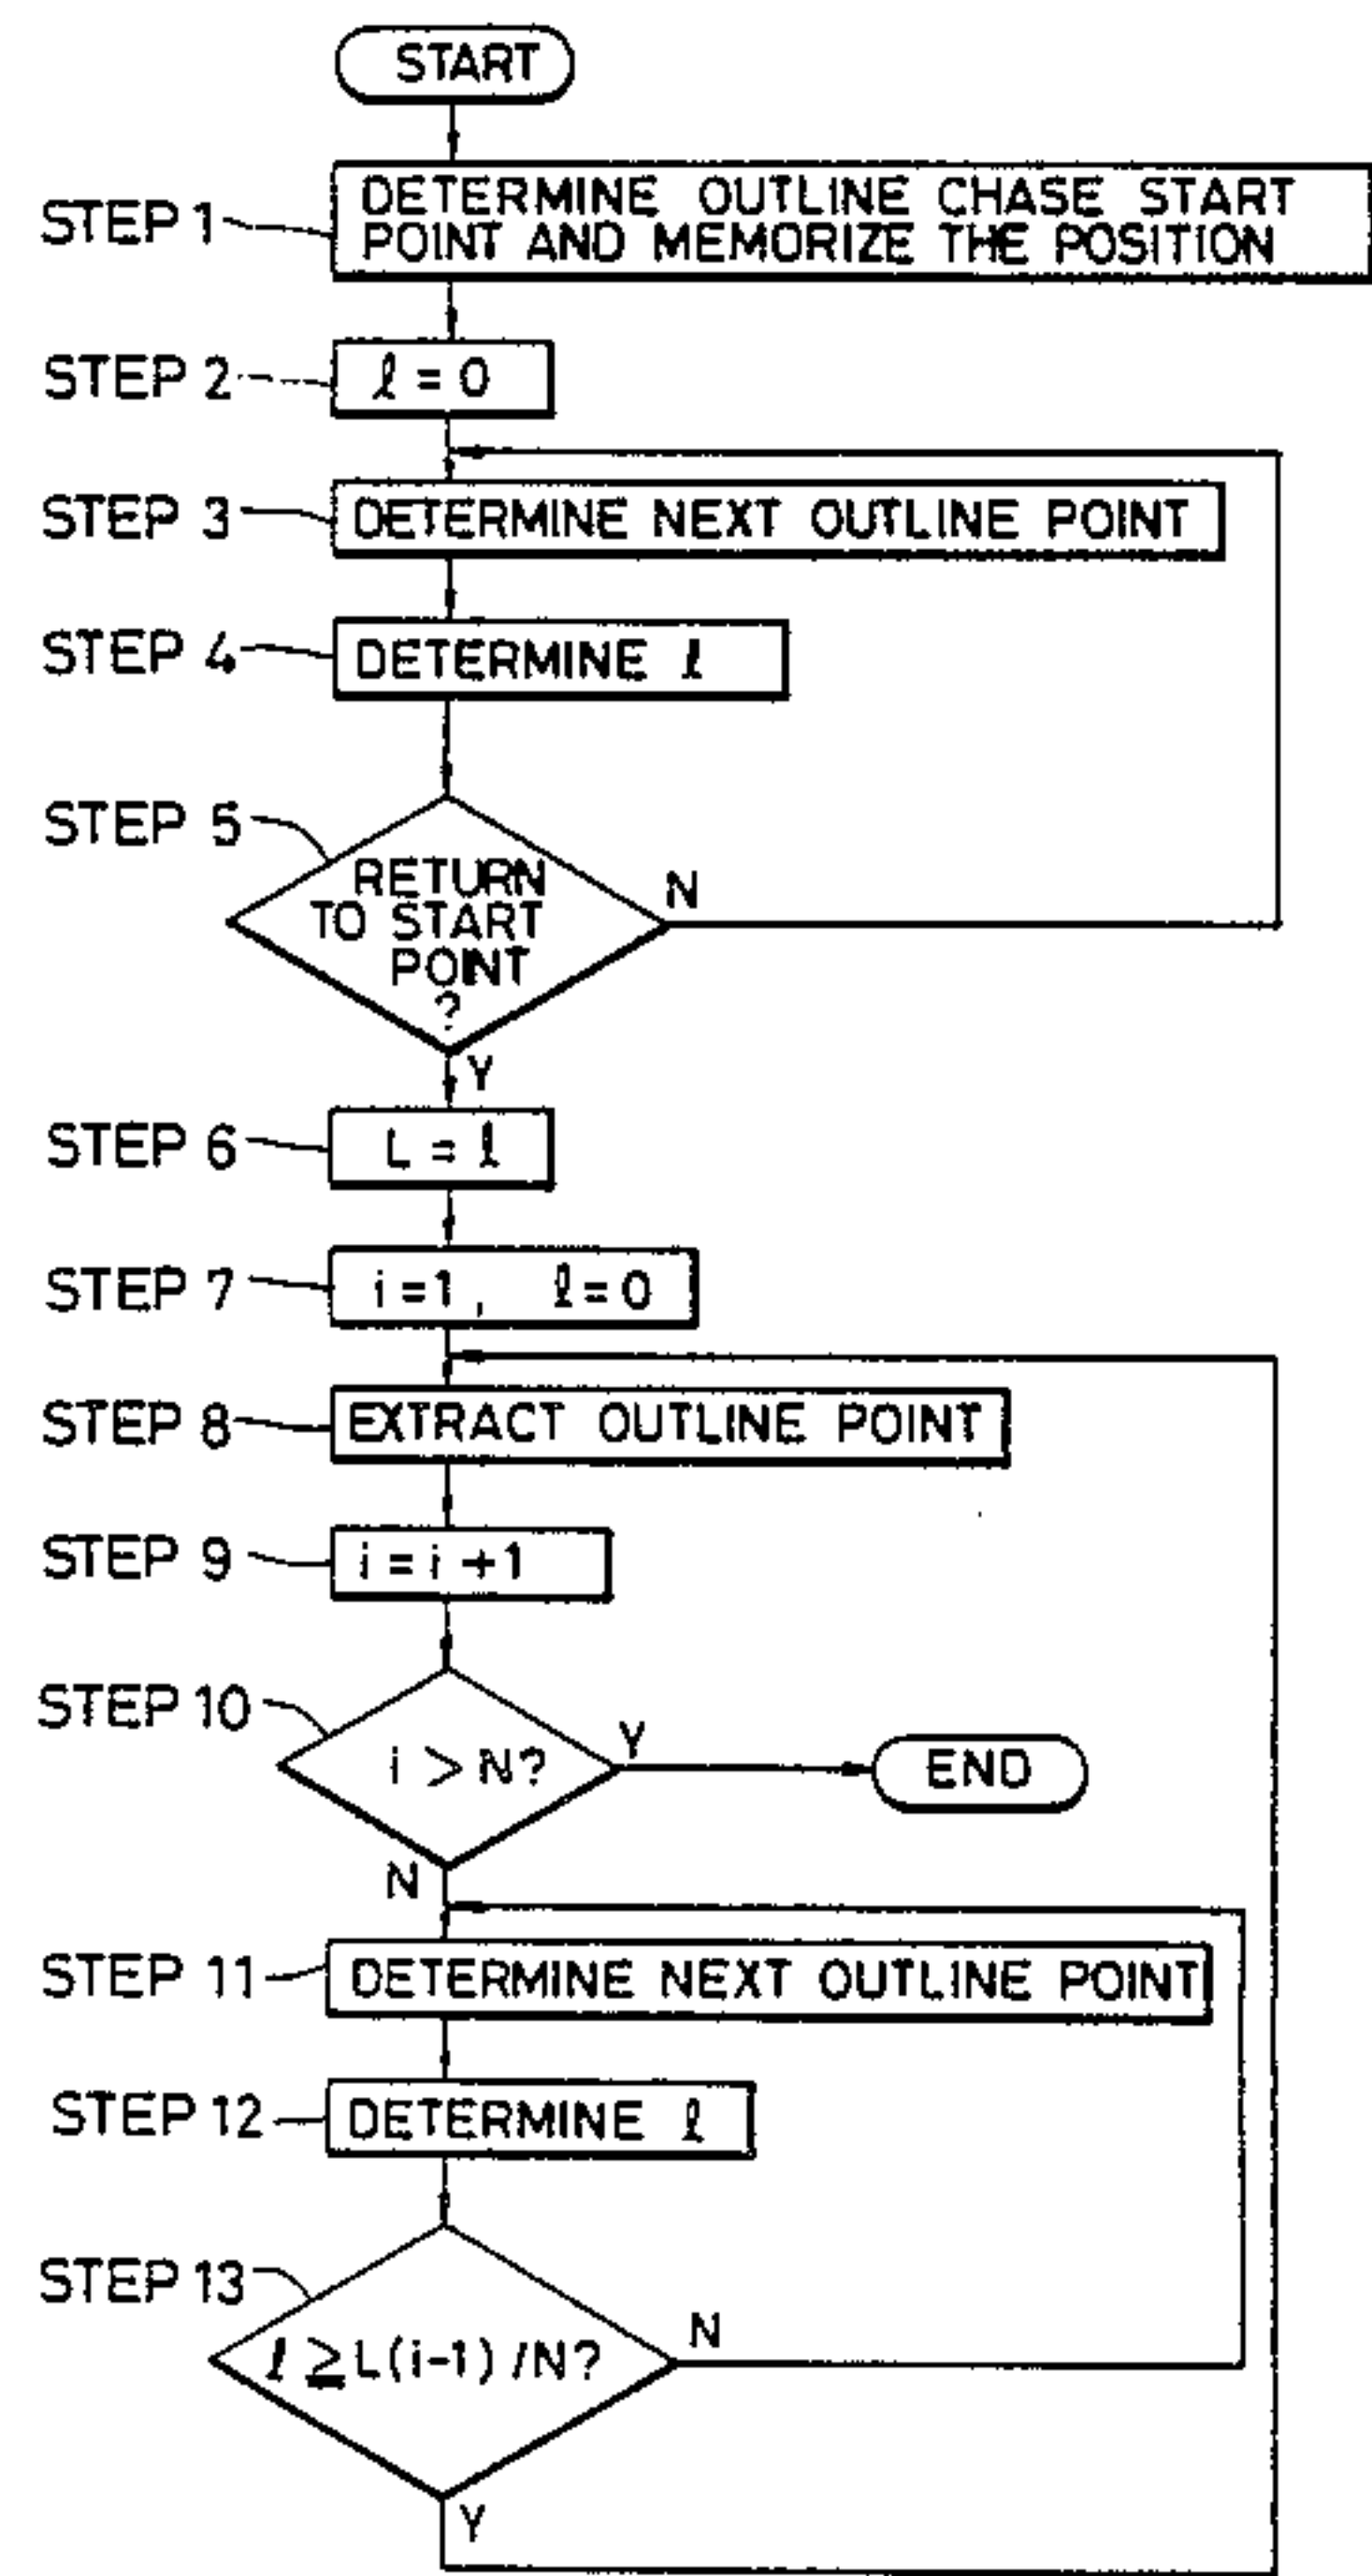 START
STEP 1
DETERMINE OUTLINE CHASE START
POINT AND MEMORIZE THE POSITION
STEP 2
ℓ = 0
STEP 3
DETERMINE NEXT OUTLINE POINT
STEP 4
DETERMINE ℓ
STEP 5
RETURN
TO START
POINT
?
N
Y
STEP 6
L = ℓ
STEP 7
i = 1 , ℓ = 0
STEP 8
EXTRACT OUTLINE POINT
STEP 9
i = i + 1
STEP 10
i > N?
Y
END
N
STEP 11
DETERMINE NEXT OUTLINE POINT
STEP 12
DETERMINE ℓ
STEP 13
ℓ ≧ L(i-1) /N?
N
Y